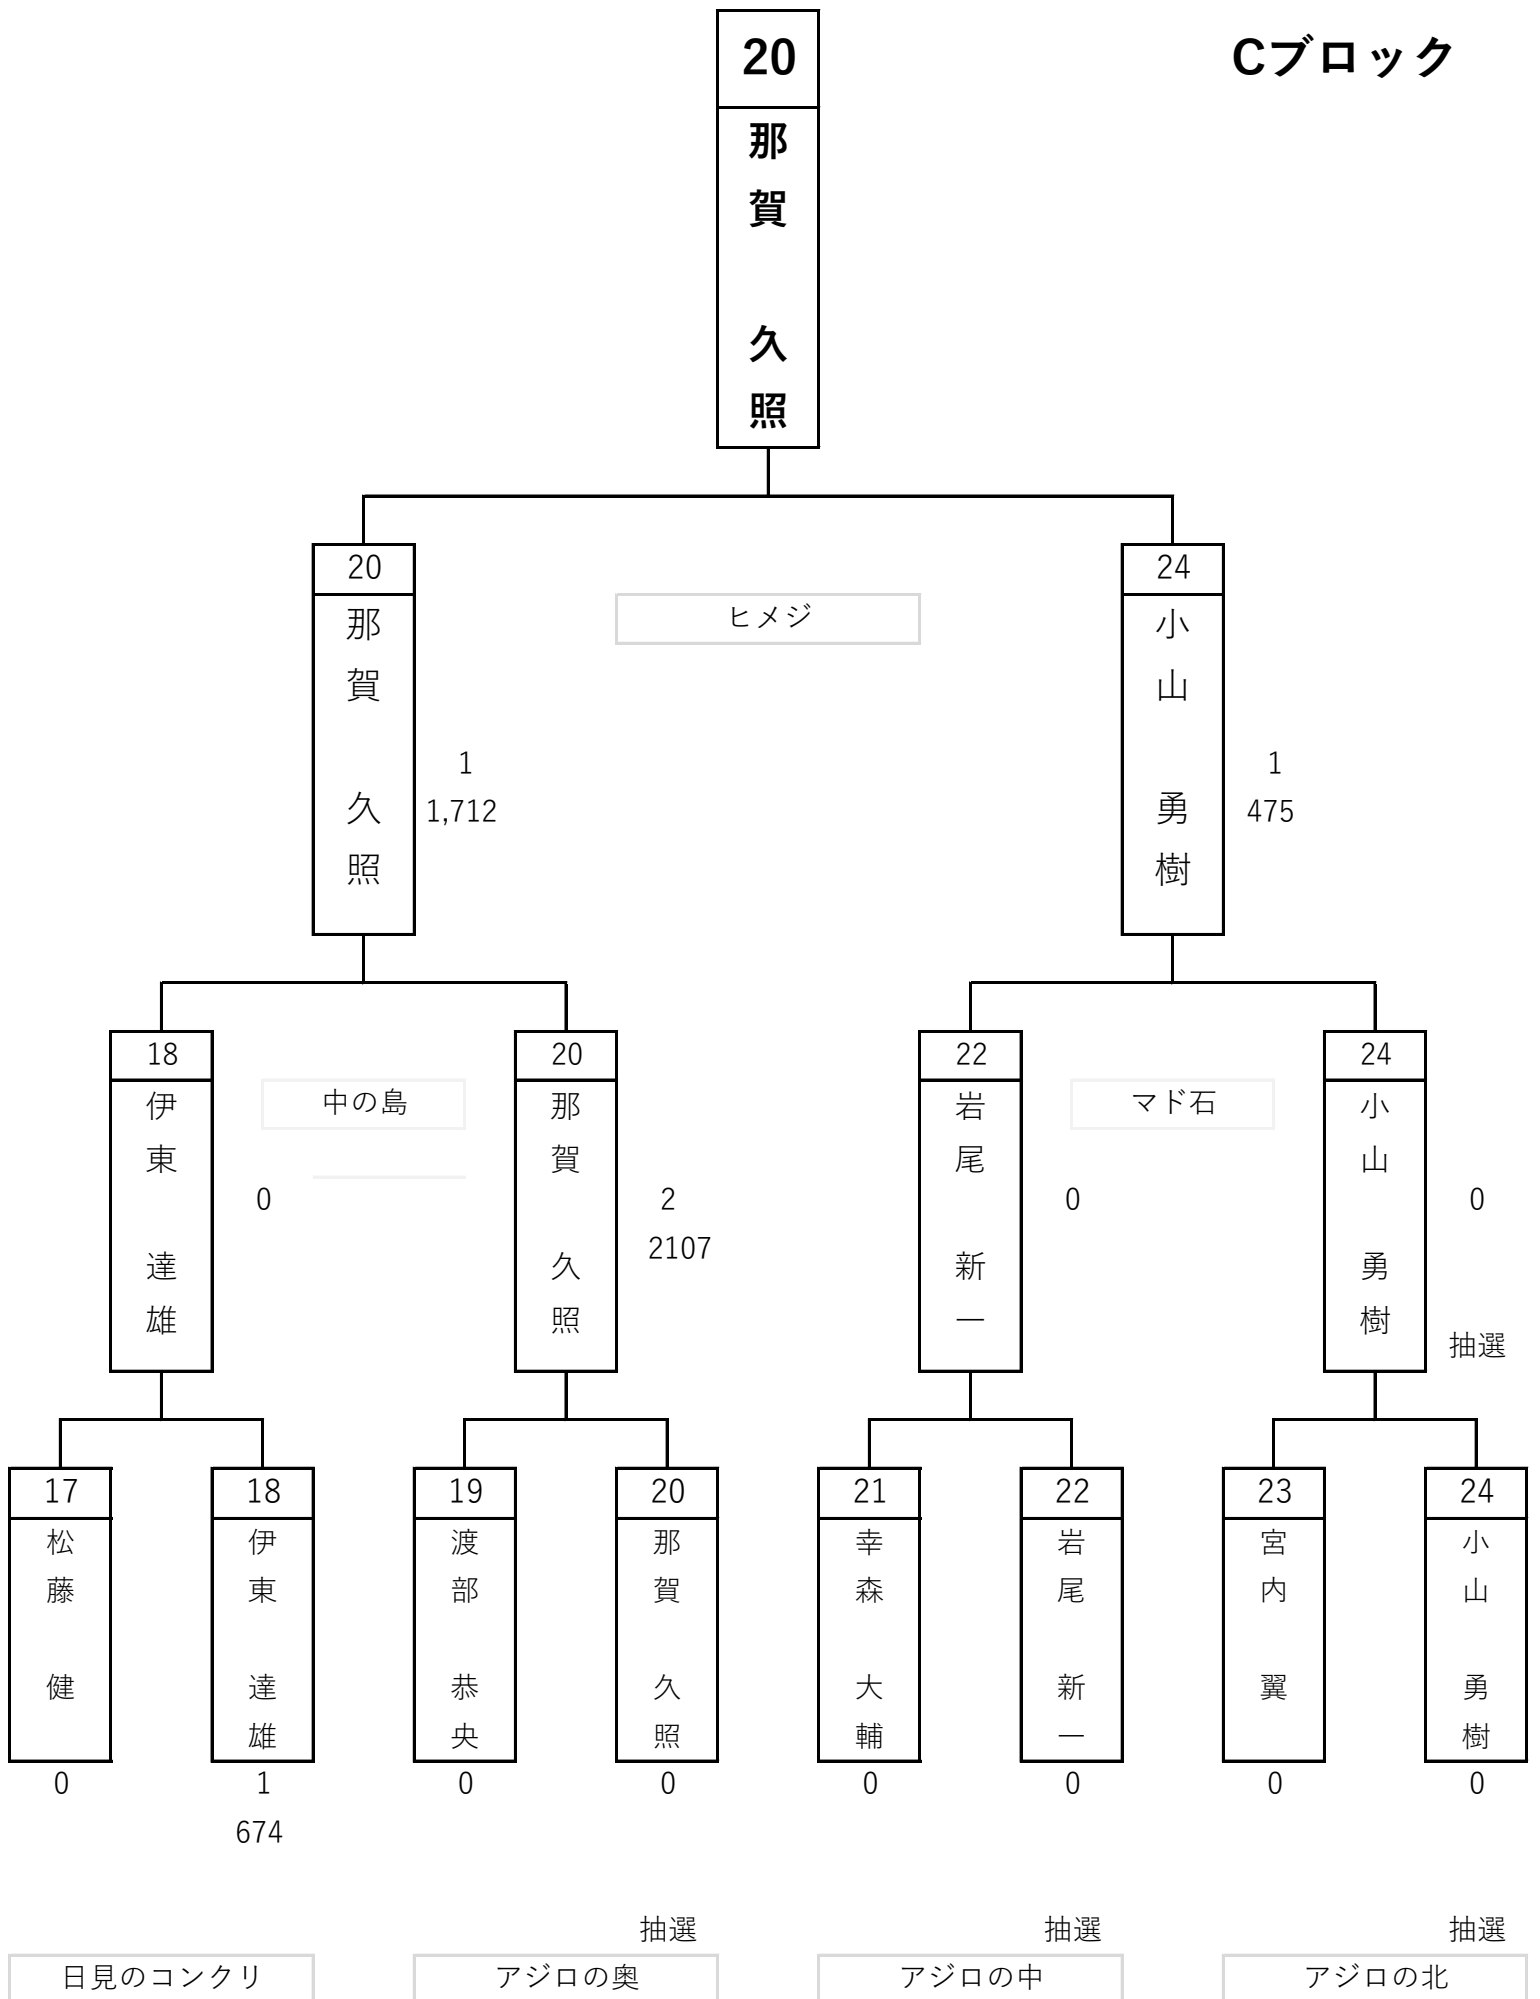 Cブロック
20
那賀 久照
20
那賀 久照
1
1,712
ヒメジ
24
小山 勇樹
1
475
18
伊東 達雄
0
中の島
20
那賀 久照
2
2107
22
岩尾 新一
0
マド石
24
小山 勇樹
0
抽選
17
松藤 健
0
18
伊東 達雄
1
674
19
渡部 恭央
0
20
那賀 久照
0
抽選
21
幸森 大輔
0
22
岩尾 新一
0
抽選
23
宮内 翼
0
24
小山 勇樹
0
抽選
日見のコンクリ
アジロの奥
アジロの中
アジロの北